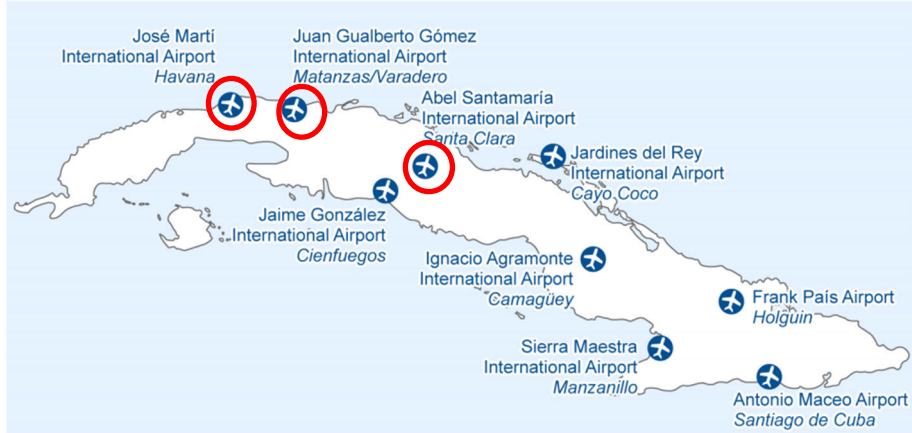 José Martí
International Airport
Havana
Juan Gualberto Gómez
International Airport
Matanzas/Varadero
Abel Santamaría
International Airport
Santa Clara
Jardines del Rey
International Airport
Cayo Coco
Jaime González
International Airport
Cienfuegos
Ignacio Agramonte
International Airport
Camagüey
Frank País Airport
Holguin
Sierra Maestra
International Airport
Manzanillo
Antonio Maceo Airport
Santiago de Cuba